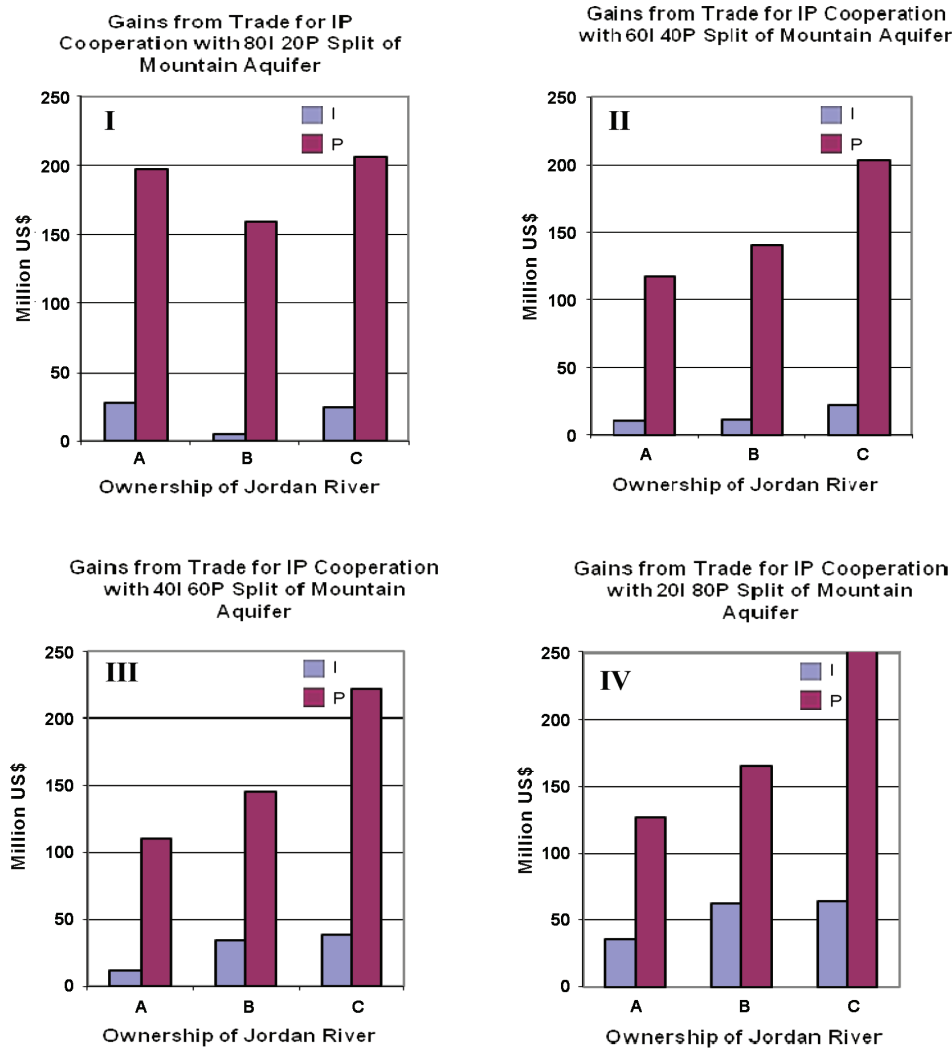 Gains from Trade for IP
Cooperation with 80I 20P Split of
Mountain Aquifer
250
200
150
100
50
0
Million US$
I
I
P
A B C
Ownership of Jordan River
Gains from Trade for IP Cooperation
with 60I 40P Split of Mountain Aquifer
250
200
150
100
50
0
Million US$
II
I
P
A B C
Ownership of Jordan River
Gains from Trade for IP Cooperation
with 40I 60P Split of Mountain
Aquifer
250
200
150
100
50
0
Million US$
III
I
P
A B C
Ownership of Jordan River
Gains from Trade for IP Cooperation
with 20I 80P Split of Mountain
Aquifer
250
200
150
100
50
0
Million US$
IV
I
P
A B C
Ownership of Jordan River